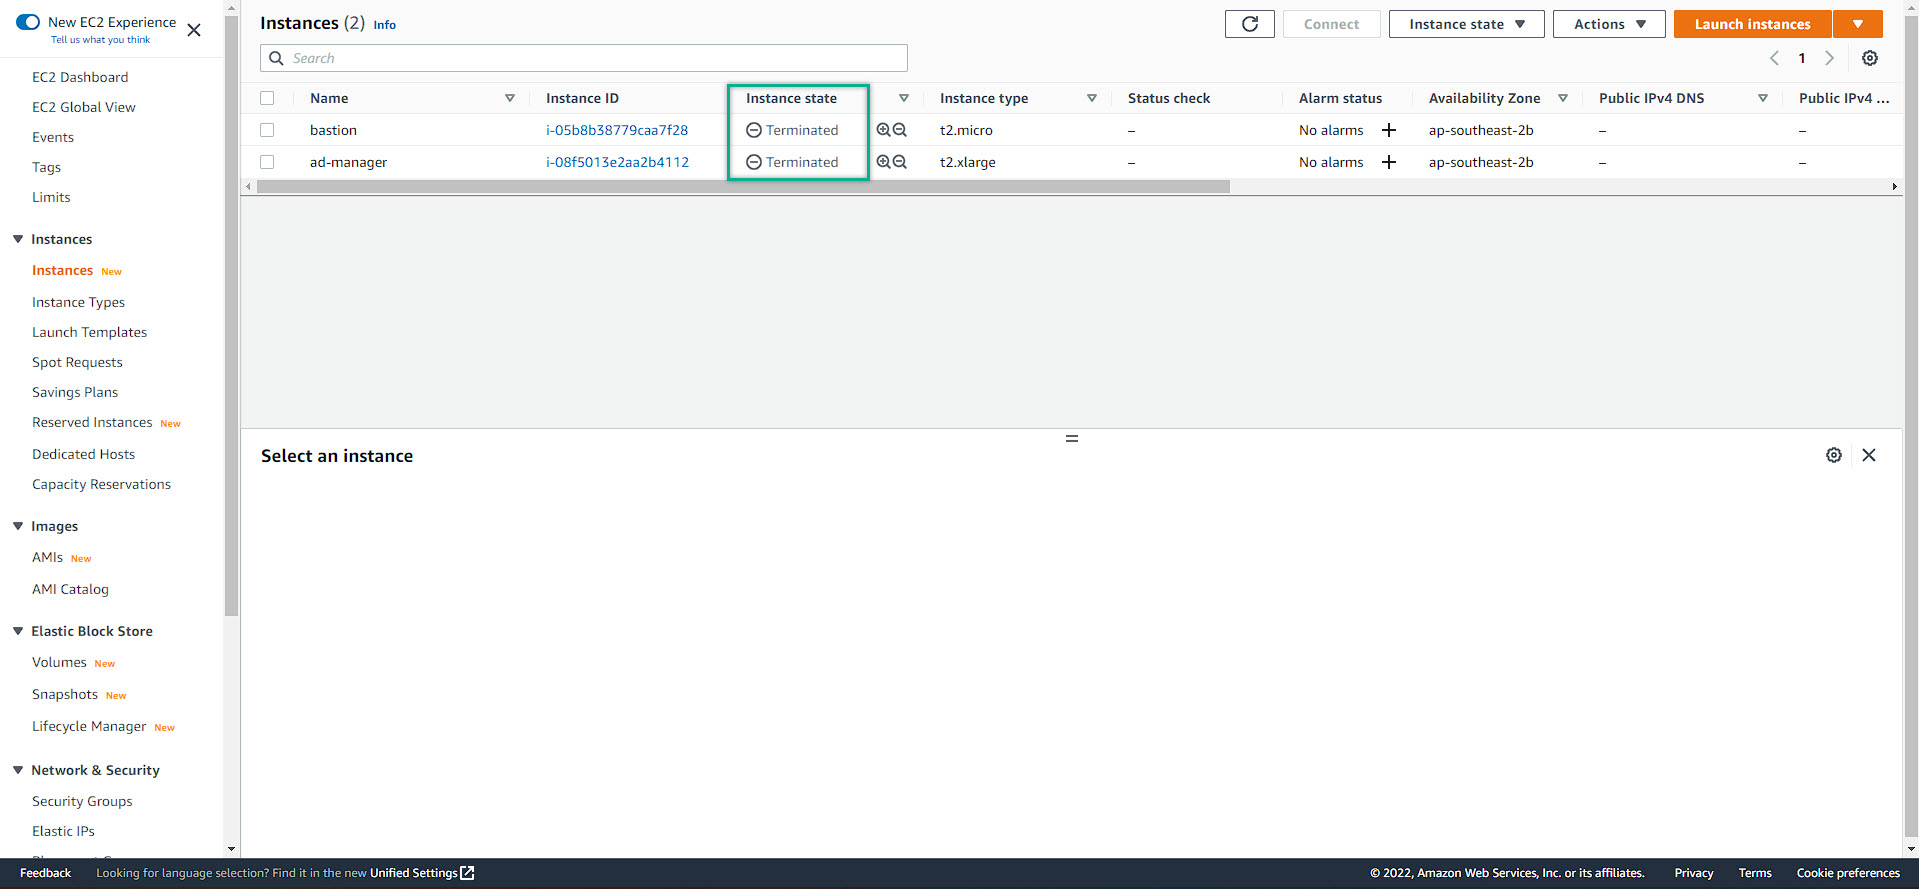 New EC2 Experience
Tell us what you think
EC2 Dashboard
EC2 Global View
Events
Tags
Limits
Instances
Instances New
Instance Types
Launch Templates
Spot Requests
Savings Plans
Reserved Instances New
Dedicated Hosts
Capacity Reservations
Images
AMIs New
AMI Catalog
Elastic Block Store
Volumes New
Snapshots New
Lifecycle Manager New
Network & Security
Security Groups
Elastic IPs
Instances (2) Info
Connect Instance state Actions Launch instances
Search
1
Name Instance ID Instance state Instance type Status check Alarm status Availability Zone Public IPv4 DNS Public IPv4 ...
bastion i-05b8b38779caa7f28 Terminated t2.micro – No alarms + ap-southeast-2b – –
ad-manager i-08f5013e2aa2b4112 Terminated t2.xlarge – No alarms + ap-southeast-2b – –
Select an instance
Feedback Looking for language selection? Find it in the new Unified Settings © 2022, Amazon Web Services, Inc. or its affiliates. Privacy Terms Cookie preferences